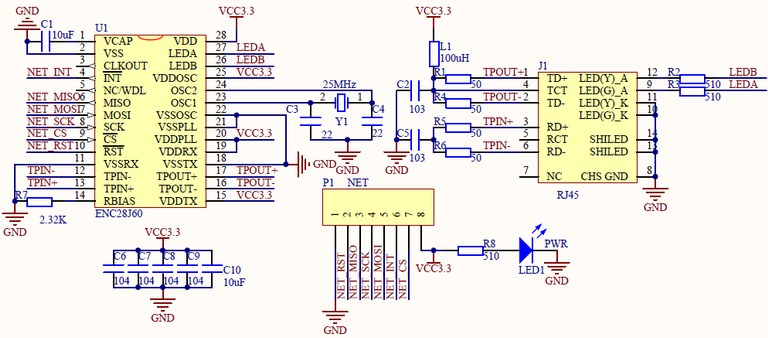 GND
C1
10uF
U1
1 VCAP VDD 28
2 VSS LEDA 27 LEDA
3 CLKOUT LEDB 26 LEDB
NET_INT 4 INT VDDOSC 25 VCC3.3
5 NC/WDL OSC2 24
NET_MISO 6 MISO OSC1 23
NET_MOSI 7 MOSI VSSOSC 22
NET_SCK 8 SCK VSSPLL 21
NET_CS 9 CS VDDPLL 20 VCC3.3
NET_RST 10 RST VDDRX 19
11 VSSRX VSSTX 18
TPIN- 12 TPIN- TPOUT+ 17 TPOUT+
TPIN+ 13 TPIN+ TPOUT- 16 TPOUT-
14 RBIAS VDDTX 15 VCC3.3
ENC28J60
R7
2.32K
GND
VCC3.3
25MHz
2 1
Y1
C3
22
C4
22
GND
GND
VCC3.3
L1
100uH
C2
103
C5
103
GND
R1
50
TPOUT+
R4
50
TPOUT-
R5
50
TPIN+
R6
50
TPIN-
J1
1 TD+ LED(Y)_A 12
4 TCT LED(G)_A 9
2 TD- LED(Y)_K 11
LED(G)_K 10
3 RD+
5 RCT SHILED 14
6 RD- SHILED 13
7 NC CHS GND 8
RJ45
R2
510
LEDB
R3
510
LEDA
GND
VCC3.3
C6 C7 C8 C9
104 104 104 104
C10
10uF
GND
P1 NET
1 2 3 4 5 6 7 8
NET_RST
NET_MISO
NET_SCK
NET_MOSI
NET_INT
NET_CS
GND
VCC3.3
R8
510
LED1
PWR
GND